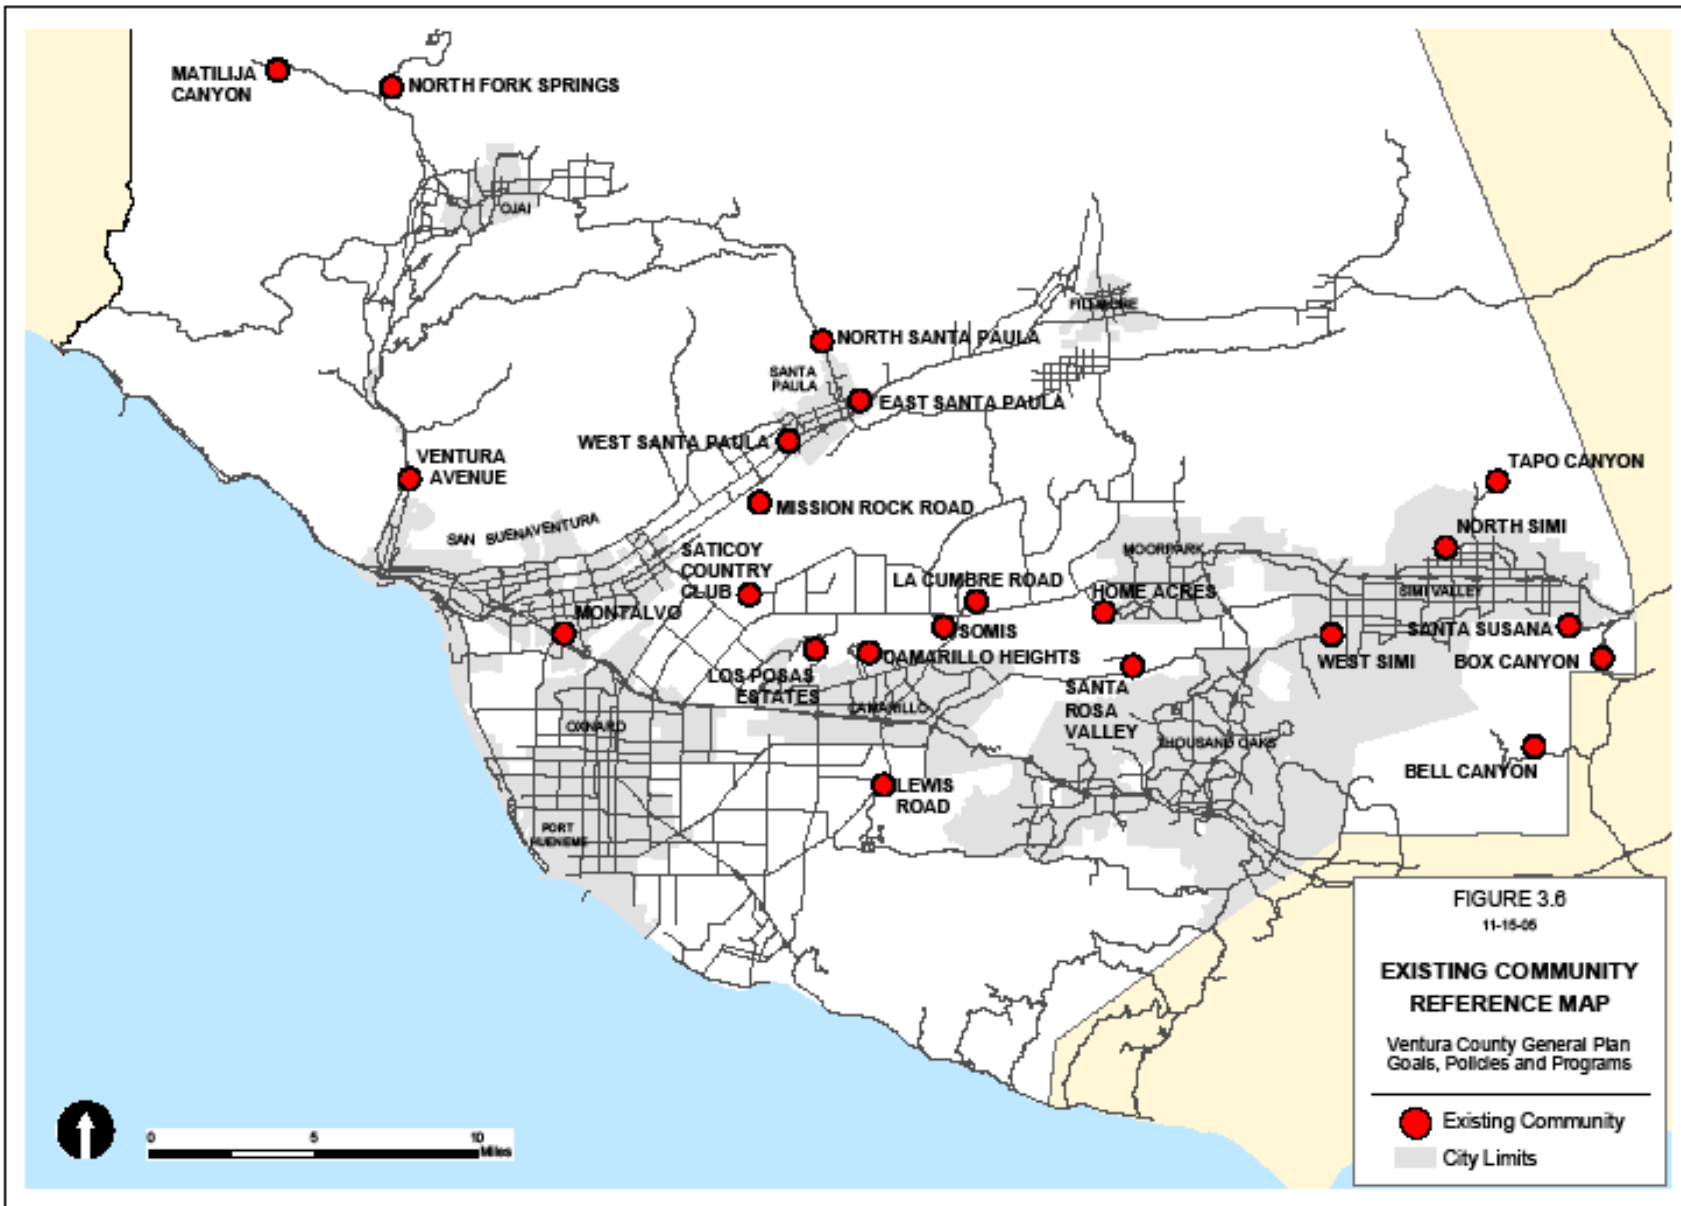 MATILIJA
CANYON
NORTH FORK SPRINGS
OJAI
FILLMORE
NORTH SANTA PAULA
SANTA
PAULA
EAST SANTA PAULA
WEST SANTA PAULA
VENTURA
AVENUE
TAPO CANYON
MISSION ROCK ROAD
SAN BUENAVENTURA
NORTH SIMI
SATICOY
COUNTRY
CLUB
MOORPARK
LA CUMBRE ROAD
HOME ACRES
SIMI VALLEY
MONTALVO
SOMIS
SANTA SUSANA
CAMARILLO HEIGHTS
WEST SIMI
BOX CANYON
LOS POSAS
ESTATES
SANTA
ROSA
VALLEY
CAMARILLO
OXNARD
THOUSAND OAKS
BELL CANYON
LEWIS
ROAD
PORT
HUENEME
FIGURE 3.6
11-15-05
EXISTING COMMUNITY
REFERENCE MAP
Ventura County General Plan
Goals, Policies and Programs
Existing Community
City Limits
0 5 10
Miles